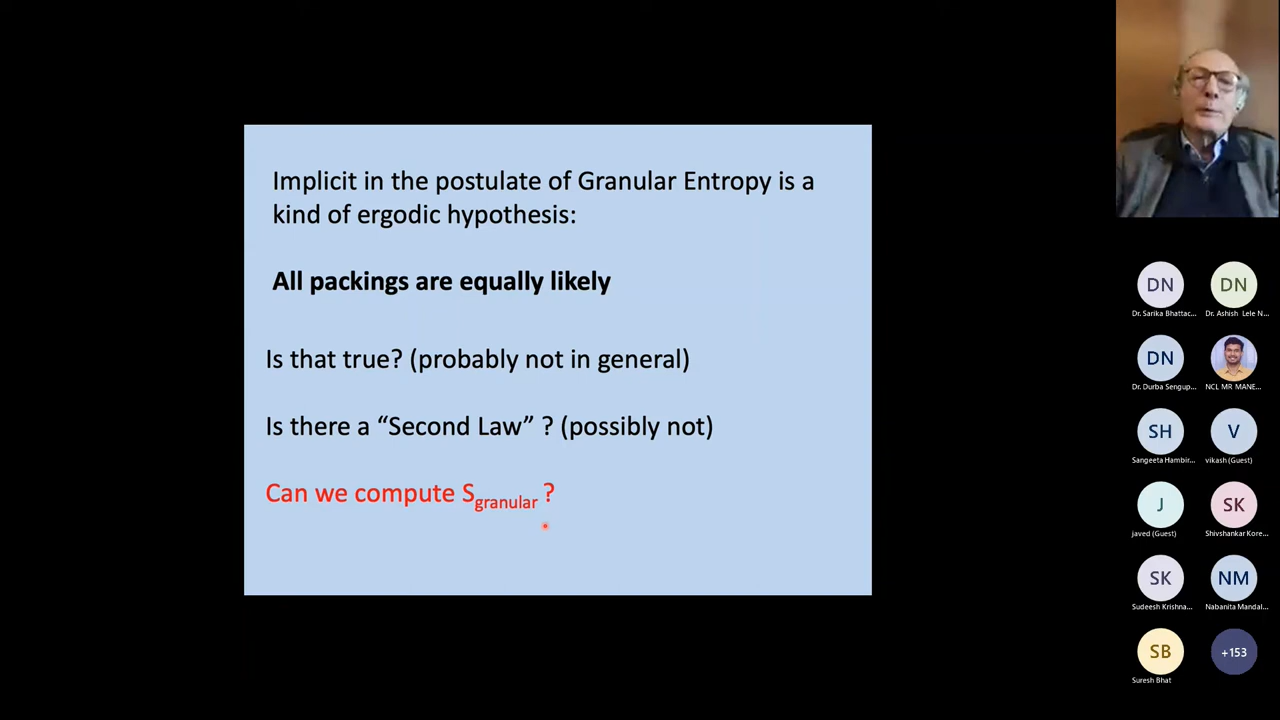 Implicit in the postulate of Granular Entropy is a
kind of ergodic hypothesis:
All packings are equally likely
Is that true? (probably not in general)
Is there a “Second Law” ? (possibly not)
Can we compute Sgranular ?
DN
DN
Dr. Sarika Bhattac...
Dr. Ashish Lele N...
DN
Dr. Durba Sengup...
NCL MR MANE...
SH
V
Sangeeta Hambir...
vikash (Guest)
J
SK
javed (Guest)
Shivshankar Kore...
SK
NM
Sudeesh Krishna...
Nabanita Mandal...
SB
+153
Suresh Bhat